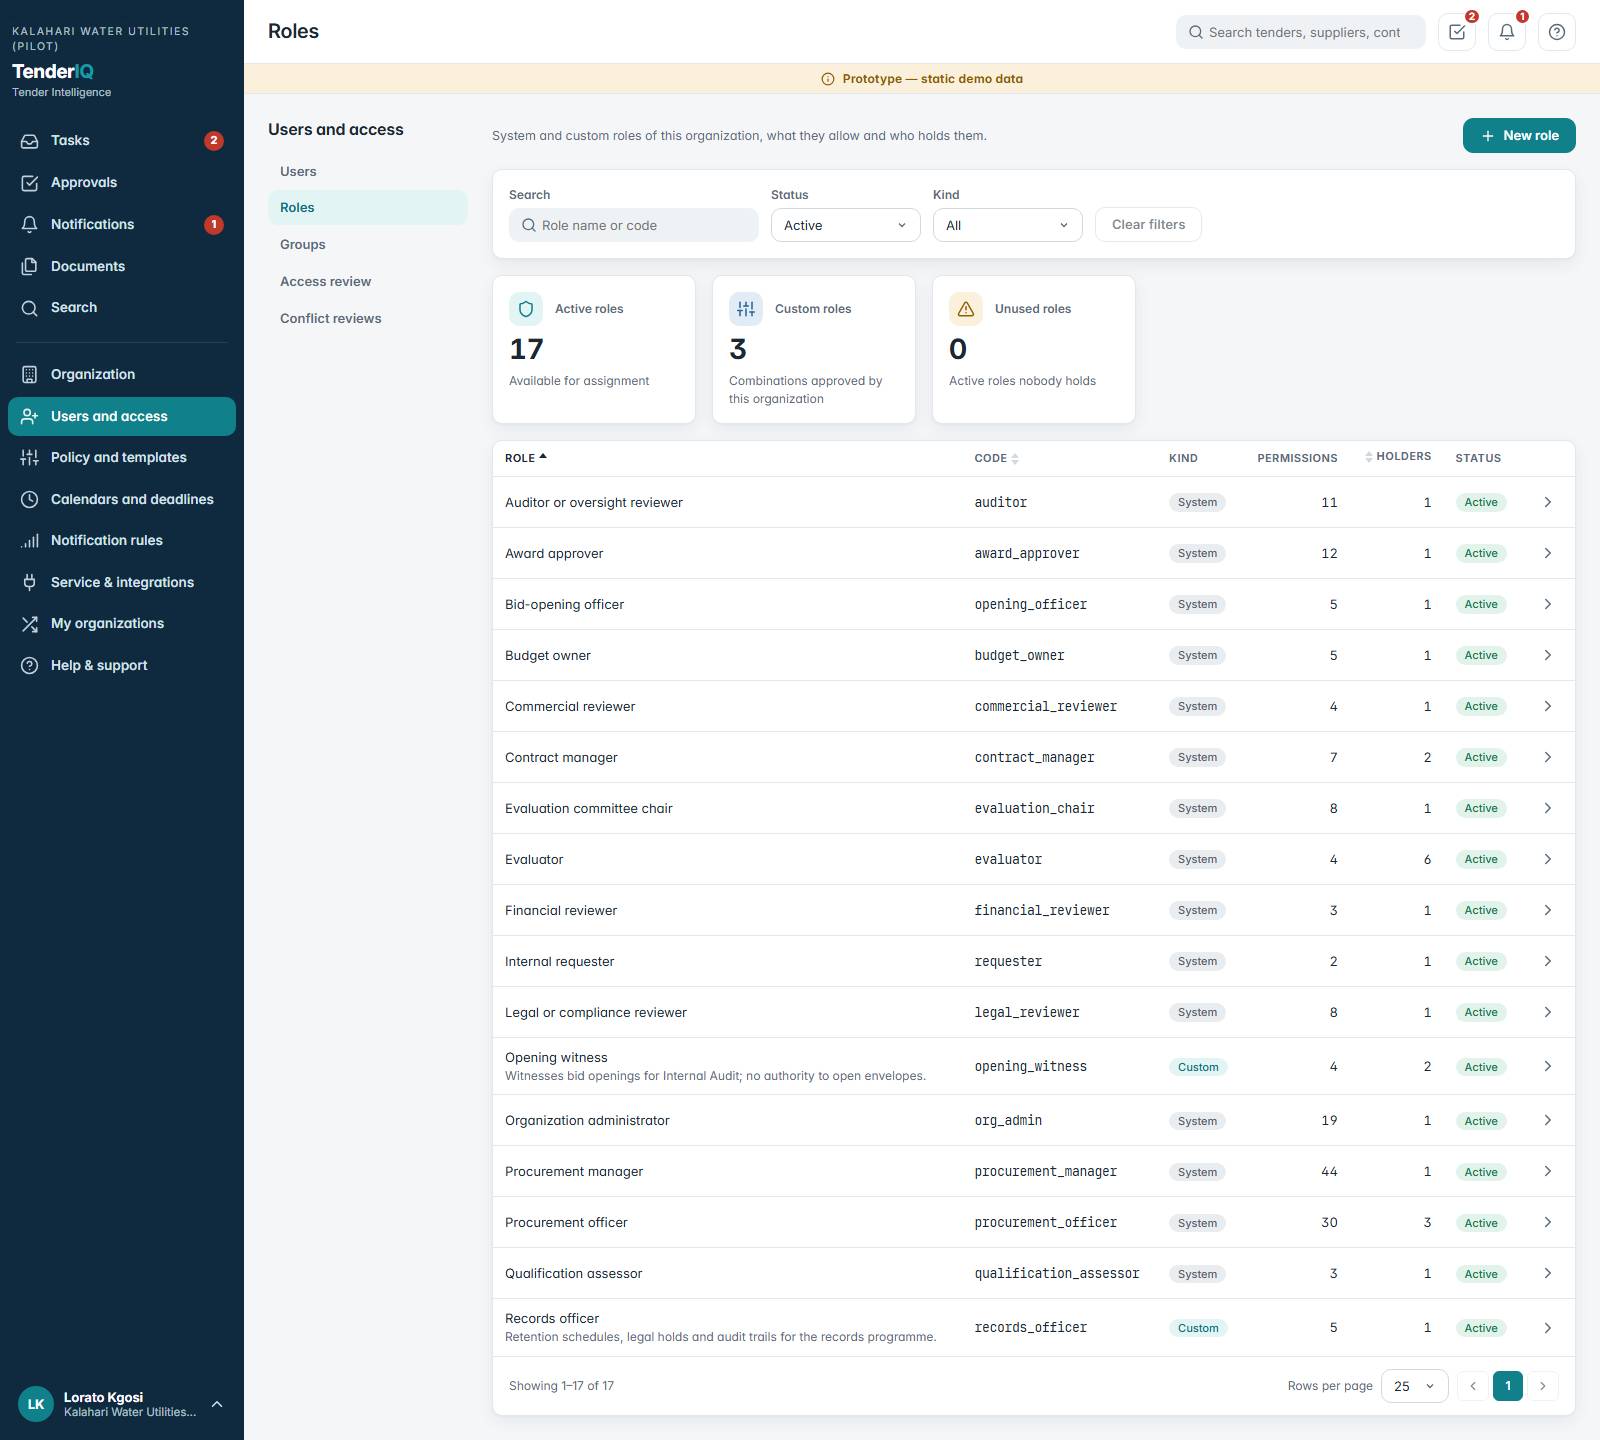 KALAHARI WATER UTILITIES
(PILOT)
TenderIQ
Tender Intelligence
Tasks 2
Approvals
Notifications 1
Documents
Search
Organization
Users and access
Policy and templates
Calendars and deadlines
Notification rules
Service & integrations
My organizations
Help & support
LK
Lorato Kgosi
Kalahari Water Utilities...
Roles
Search tenders, suppliers, cont
2
1
Prototype — static demo data
Users and access
Users
Roles
Groups
Access review
Conflict reviews
System and custom roles of this organization, what they allow and who holds them.
New role
Search Status Kind
Role name or code Active All Clear filters
Active roles
17
Available for assignment
Custom roles
3
Combinations approved by
this organization
Unused roles
0
Active roles nobody holds
ROLE CODE KIND PERMISSIONS HOLDERS STATUS
Auditor or oversight reviewer auditor System 11 1 Active
Award approver award_approver System 12 1 Active
Bid-opening officer opening_officer System 5 1 Active
Budget owner budget_owner System 5 1 Active
Commercial reviewer commercial_reviewer System 4 1 Active
Contract manager contract_manager System 7 2 Active
Evaluation committee chair evaluation_chair System 8 1 Active
Evaluator evaluator System 4 6 Active
Financial reviewer financial_reviewer System 3 1 Active
Internal requester requester System 2 1 Active
Legal or compliance reviewer legal_reviewer System 8 1 Active
Opening witness opening_witness Custom 4 2 Active
Witnesses bid openings for Internal Audit; no authority to open envelopes.
Organization administrator org_admin System 19 1 Active
Procurement manager procurement_manager System 44 1 Active
Procurement officer procurement_officer System 30 3 Active
Qualification assessor qualification_assessor System 3 1 Active
Records officer records_officer Custom 5 1 Active
Retention schedules, legal holds and audit trails for the records programme.
Showing 1–17 of 17 Rows per page 25 1